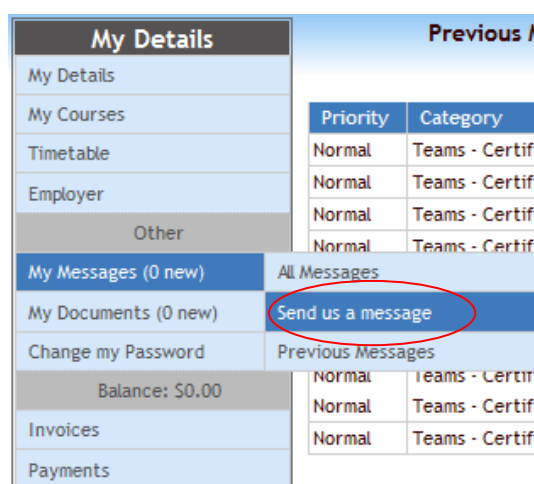 My Details
My Details
My Courses
Timetable
Employer
Other
My Messages (0 new)
My Documents (0 new)
Change my Password
Balance: $0.00
Invoices
Payments
All Messages
Send us a message
Previous Messages
Previous
Priority Category
Normal Teams - Certif
Normal Teams - Certif
Normal Teams - Certif
Normal Teams - Certif
Normal Teams - Certif
Normal Teams - Certif
Normal Teams - Certif